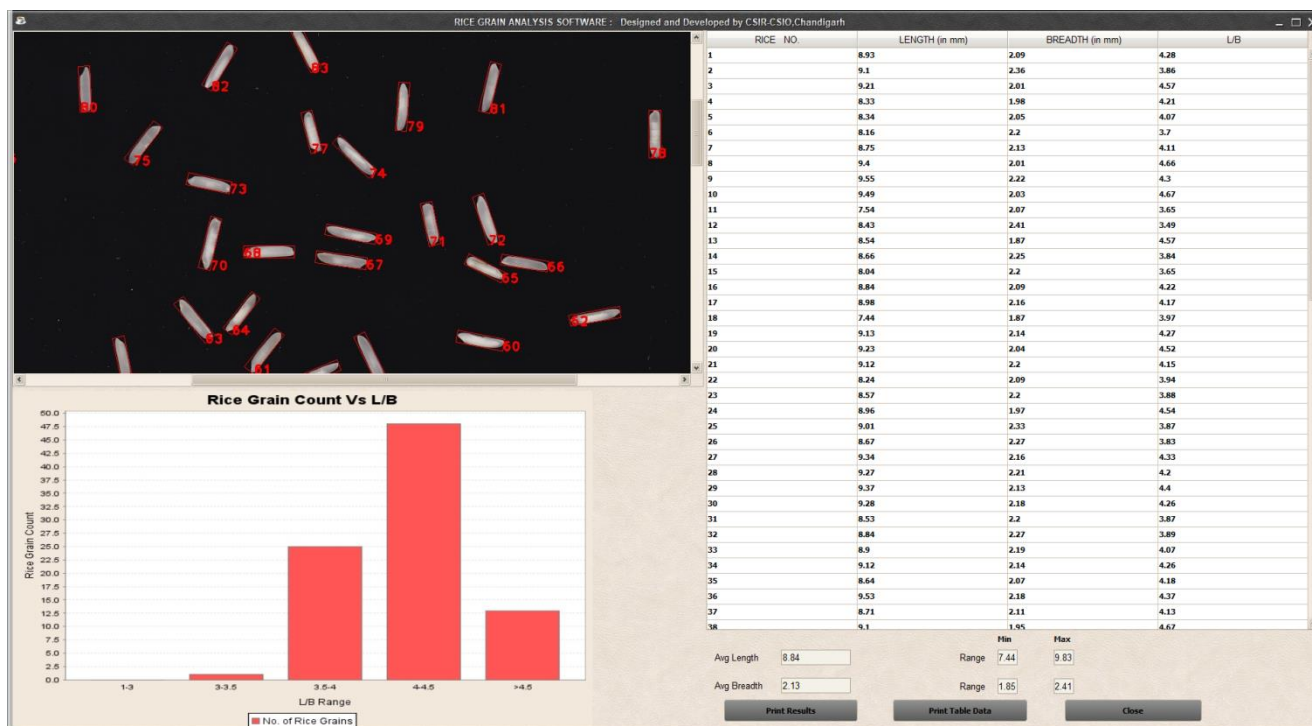 RICE GRAIN ANALYSIS SOFTWARE : Designed and Developed by CSIR-CSIO,Chandigarh
83
82
80
81
79
77
78
75
74
73
71
72
69
68
67
70
66
65
64
63
62
61
60
RICE NO. LENGTH (in mm) BREADTH (in mm) L/B
1 8.93 2.09 4.28
2 9.1 2.36 3.86
3 9.21 2.01 4.57
4 8.33 1.98 4.21
5 8.34 2.05 4.07
6 8.16 2.2 3.7
7 8.75 2.13 4.11
8 9.4 2.01 4.66
9 9.55 2.22 4.3
10 9.49 2.03 4.67
11 7.54 2.07 3.65
12 8.43 2.41 3.49
13 8.54 1.87 4.57
14 8.66 2.25 3.84
15 8.04 2.2 3.65
16 8.84 2.09 4.22
17 8.98 2.16 4.17
18 7.44 1.87 3.97
19 9.13 2.14 4.27
20 9.23 2.04 4.52
21 9.12 2.2 4.15
22 8.24 2.09 3.94
23 8.57 2.2 3.88
24 8.96 1.97 4.54
25 9.01 2.33 3.87
26 8.67 2.27 3.83
27 9.34 2.16 4.33
28 9.27 2.21 4.2
29 9.37 2.13 4.4
30 9.28 2.18 4.26
31 8.53 2.2 3.87
32 8.84 2.27 3.89
33 8.9 2.19 4.07
34 9.12 2.14 4.26
35 8.64 2.07 4.18
36 9.53 2.18 4.37
37 8.71 2.11 4.13
38 9.1 1.95 4.67
Rice Grain Count Vs L/B
50.0
47.5
45.0
42.5
40.0
37.5
35.0
32.5
30.0
27.5
25.0
22.5
20.0
17.5
15.0
12.5
10.0
7.5
5.0
2.5
0.0
Rice Grain Count
1-3 3-3.5 3.5-4 4-4.5 >4.5
L/B Range
No. of Rice Grains
Min Max
Avg Length 8.84 Range 7.44 9.83
Avg Breadth 2.13 Range 1.85 2.41
Print Results Print Table Data Close